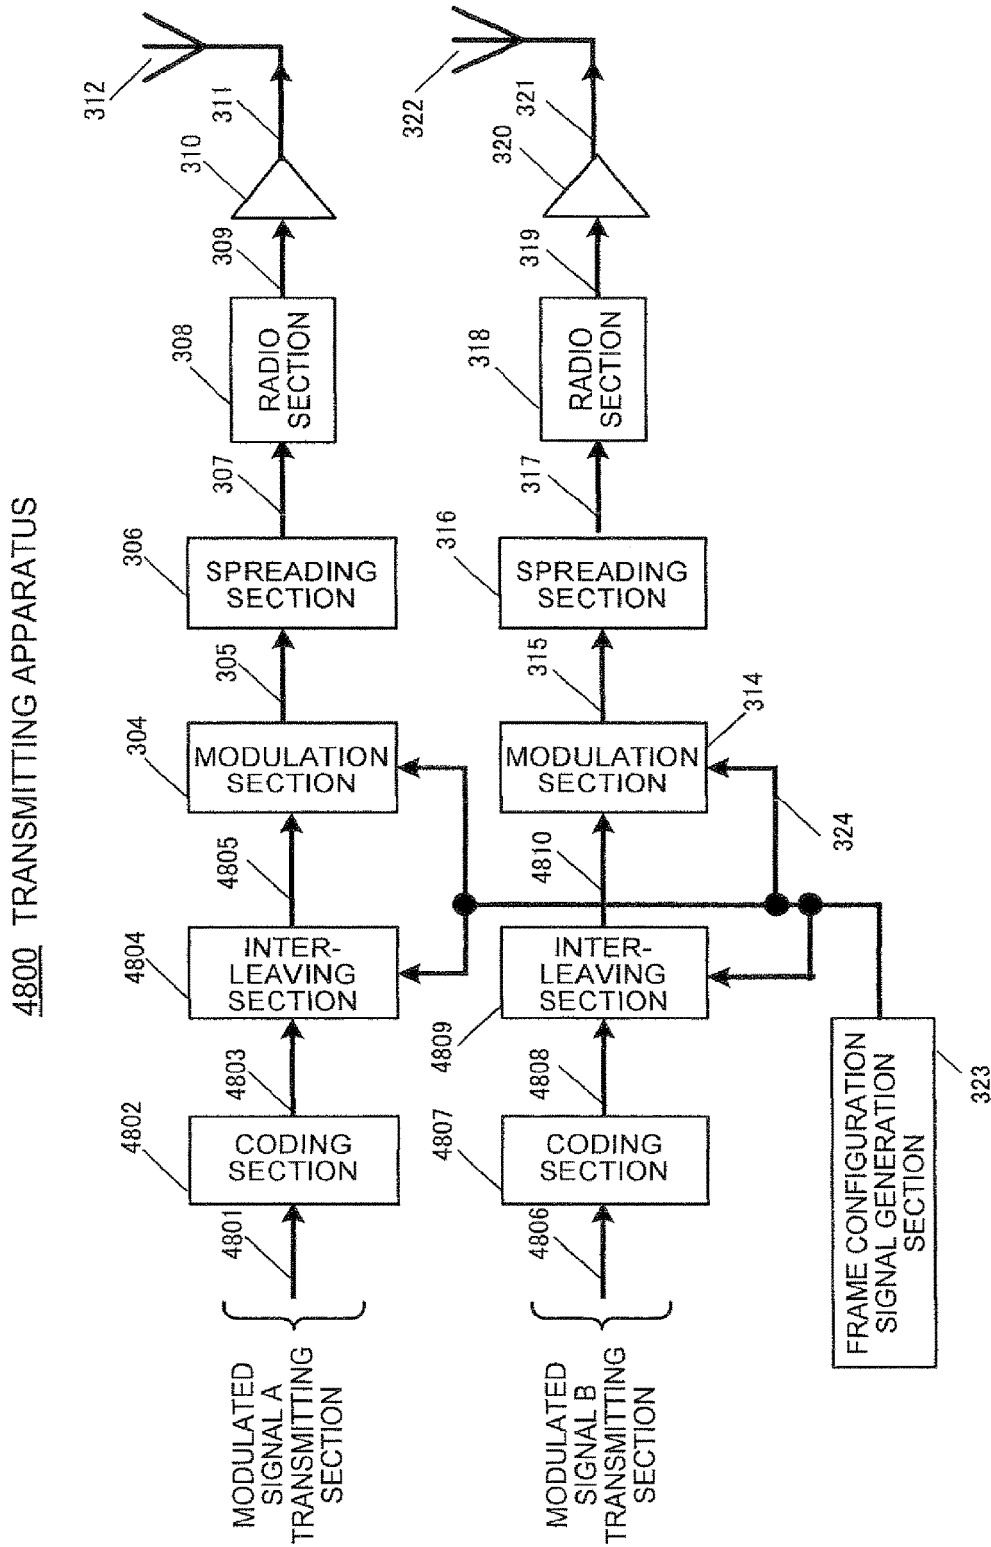 4800 TRANSMITTING APPARATUS
MODULATED
SIGNAL A
TRANSMITTING
SECTION
4801
4802
CODING
SECTION
4803
4804
INTER-
LEAVING
SECTION
4805
304
MODULATION
SECTION
305
306
SPREADING
SECTION
307
308
RADIO
SECTION
309
310
311
312
MODULATED
SIGNAL B
TRANSMITTING
SECTION
4806
4807
CODING
SECTION
4808
4809
INTER-
LEAVING
SECTION
4810
MODULATION
SECTION
314
315
316
SPREADING
SECTION
317
318
RADIO
SECTION
319
320
321
322
324
FRAME CONFIGURATION
SIGNAL GENERATION
SECTION
323